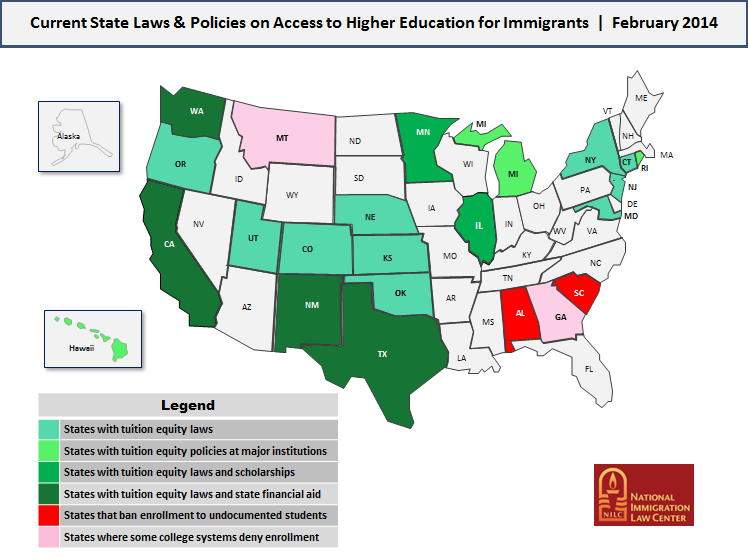 Current State Laws & Policies on Access to Higher Education for Immigrants | February 2014
WA
MT
ND
MN
MI
ME
VT
NH
Alaska
OR
ID
SD
WI
MI
NY
CT
RI
MA
WY
IA
PA
NJ
NV
NE
IL
IN
OH
DE
MD
CA
UT
CO
KS
MO
KY
WV
VA
AZ
NM
OK
AR
TN
NC
TX
MS
AL
GA
SC
LA
FL
Hawaii
Legend
States with tuition equity laws
States with tuition equity policies at major institutions
States with tuition equity laws and scholarships
States with tuition equity laws and state financial aid
States that ban enrollment to undocumented students
States where some college systems deny enrollment
NILC
NATIONAL
IMMIGRATION
LAW CENTER